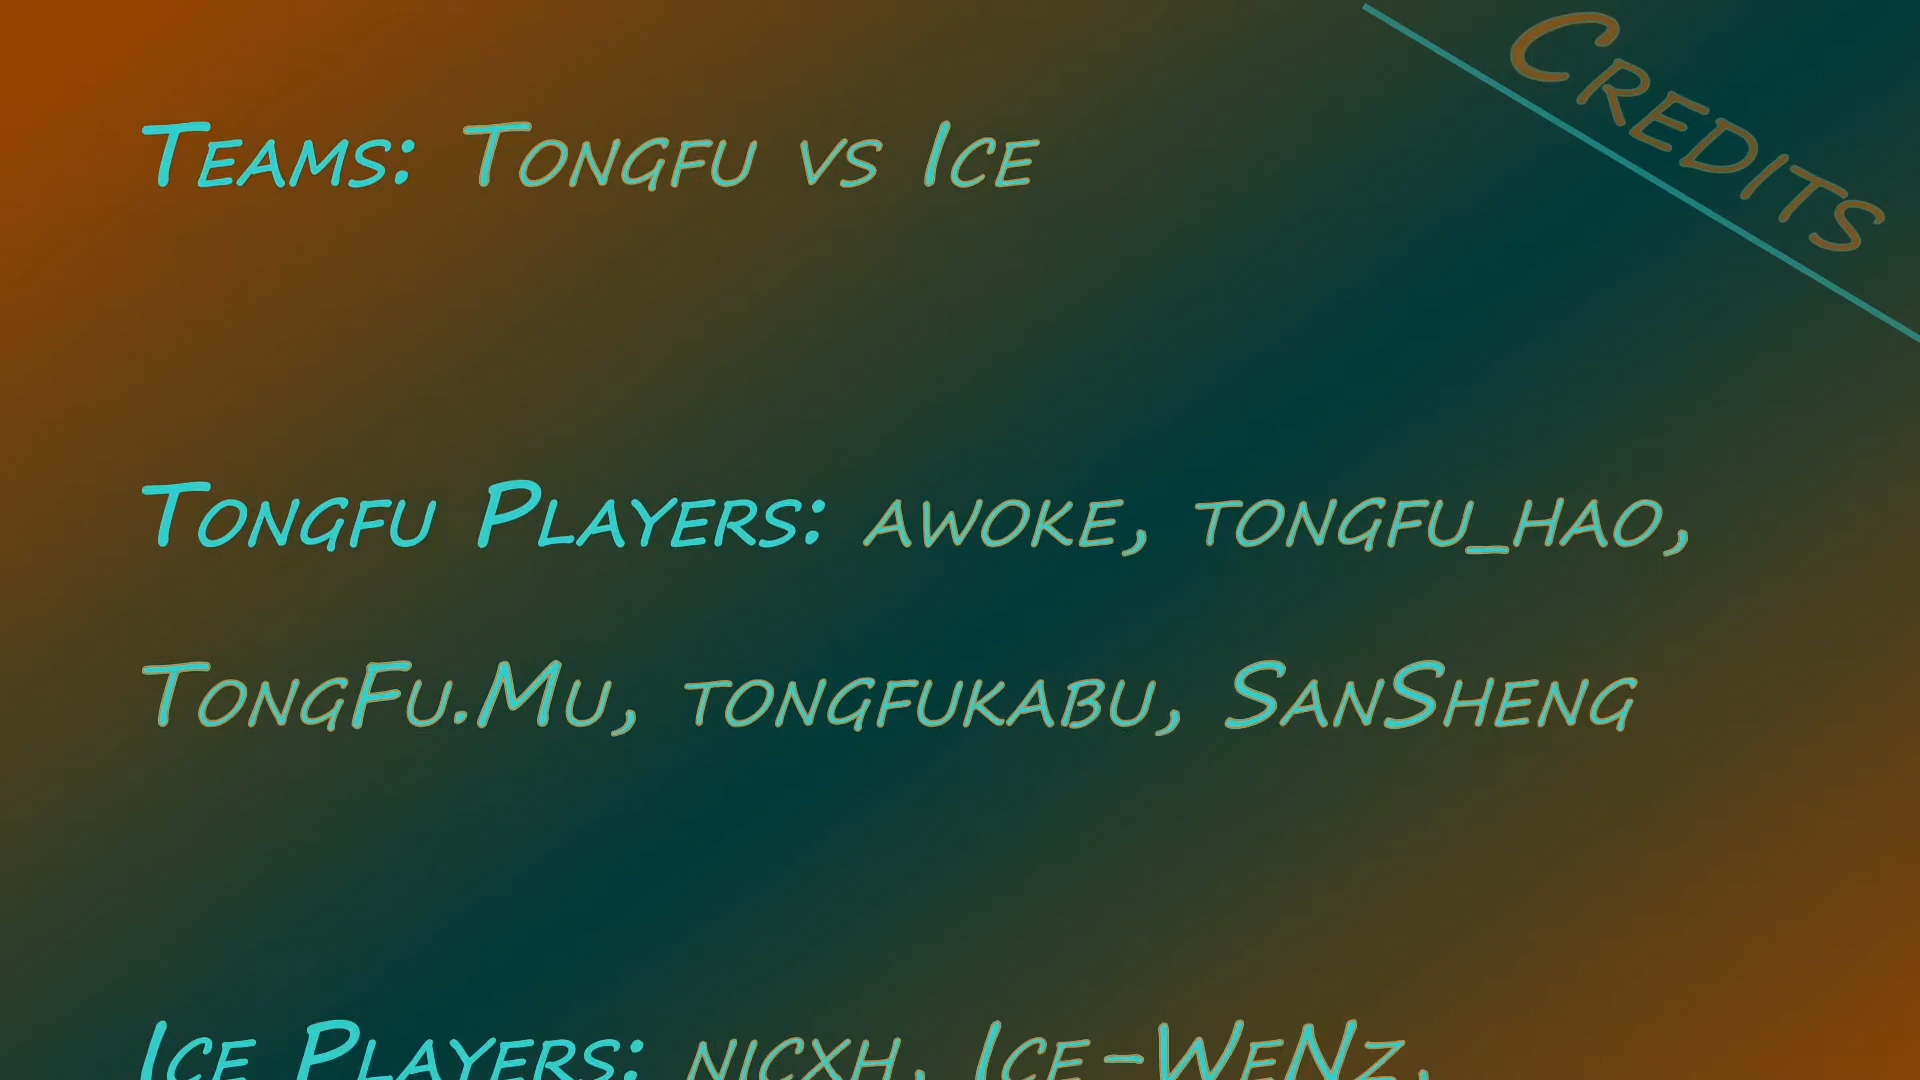 Credits
Teams: Tongfu vs Ice
Tongfu Players: awoke, tongfu_hao,
TongFu.Mu, tongfukabu, SanSheng
Ice Players: nicxh, Ice-WeNz,